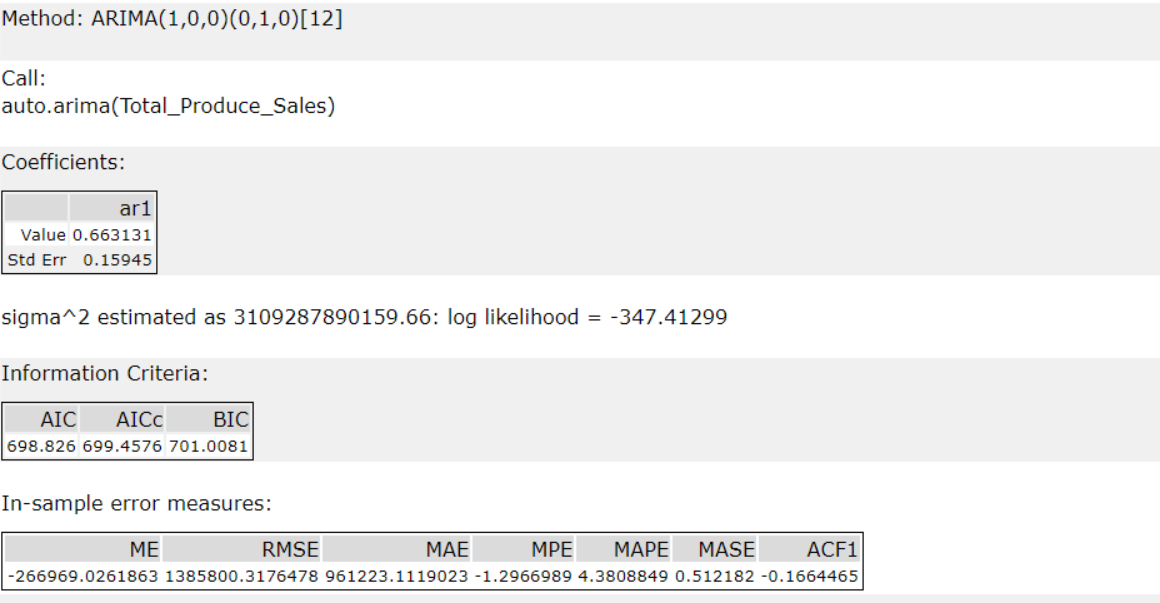 Method: ARIMA(1,0,0)(0,1,0)[12]
Call:
auto.arima(Total_Produce_Sales)
Coefficients:
ar1
Value 0.663131
Std Err 0.15945
sigma^2 estimated as 3109287890159.66: log likelihood = -347.41299
Information Criteria:
AIC AICc BIC
698.826 699.4576 701.0081
In-sample error measures:
ME RMSE MAE MPE MAPE MASE ACF1
-266969.0261863 1385800.3176478 961223.1119023 -1.2966989 4.3808849 0.512182 -0.1664465